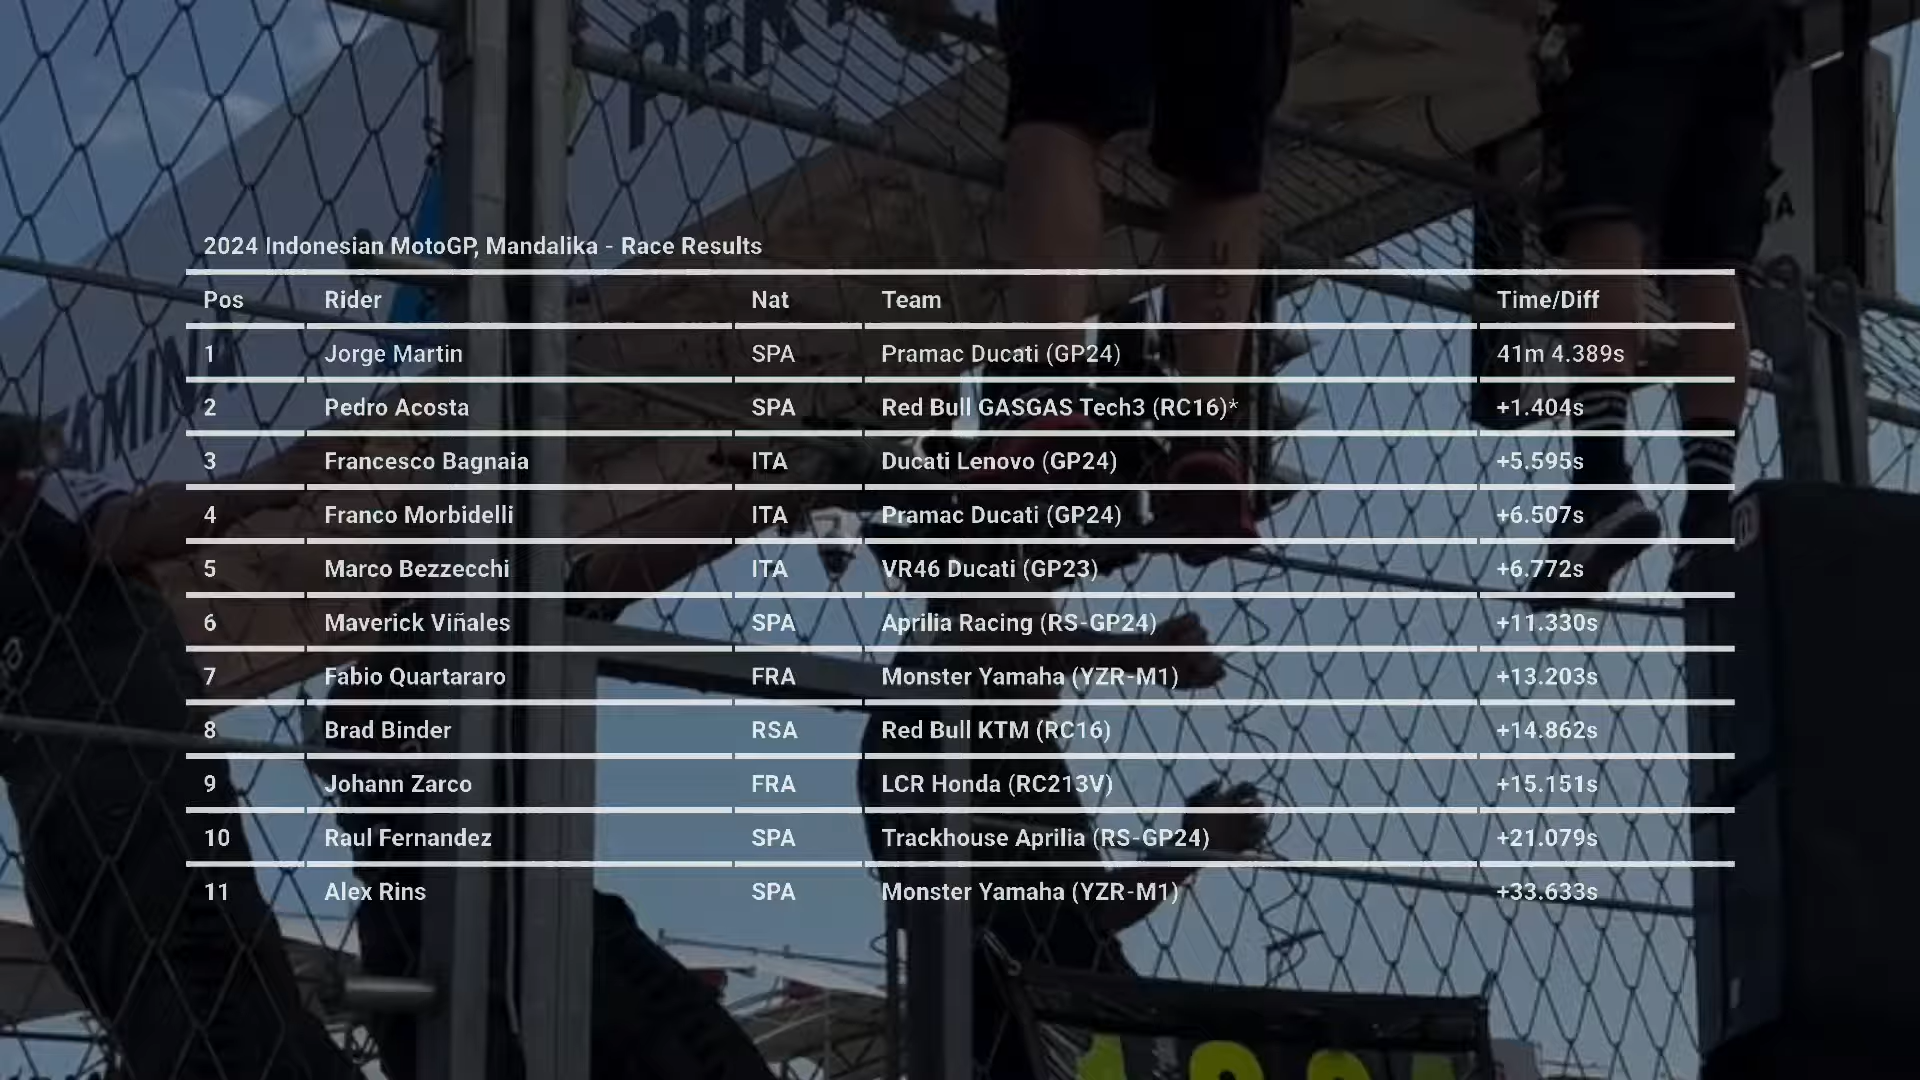 2024 Indonesian MotoGP, Mandalika - Race Results
Pos Rider Nat Team Time/Diff
1 Jorge Martin SPA Pramac Ducati (GP24) 41m 4.389s
2 Pedro Acosta SPA Red Bull GASGAS Tech3 (RC16)* +1.404s
3 Francesco Bagnaia ITA Ducati Lenovo (GP24) +5.595s
4 Franco Morbidelli ITA Pramac Ducati (GP24) +6.507s
5 Marco Bezzecchi ITA VR46 Ducati (GP23) +6.772s
6 Maverick Viñales SPA Aprilia Racing (RS-GP24) +11.330s
7 Fabio Quartararo FRA Monster Yamaha (YZR-M1) +13.203s
8 Brad Binder RSA Red Bull KTM (RC16) +14.862s
9 Johann Zarco FRA LCR Honda (RC213V) +15.151s
10 Raul Fernandez SPA Trackhouse Aprilia (RS-GP24) +21.079s
11 Alex Rins SPA Monster Yamaha (YZR-M1) +33.633s